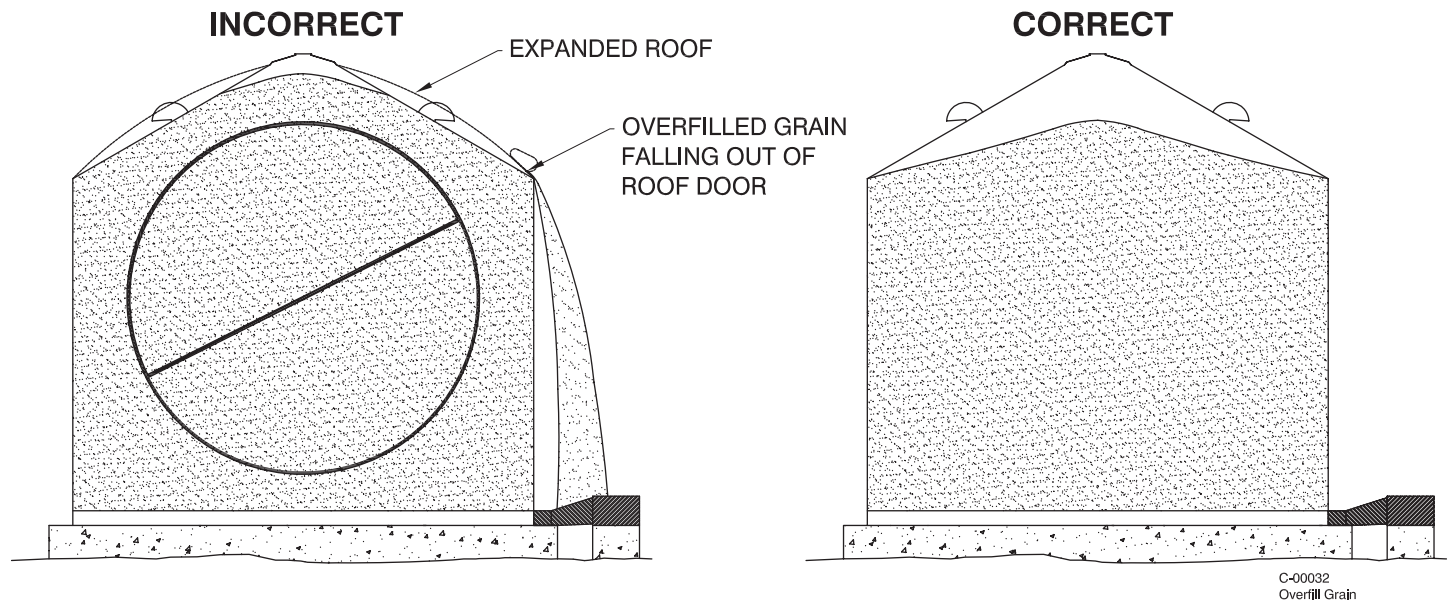 INCORRECT
EXPANDED ROOF
OVERFILLED GRAIN
FALLING OUT OF
ROOF DOOR
CORRECT
C-00032
Overfill Grain